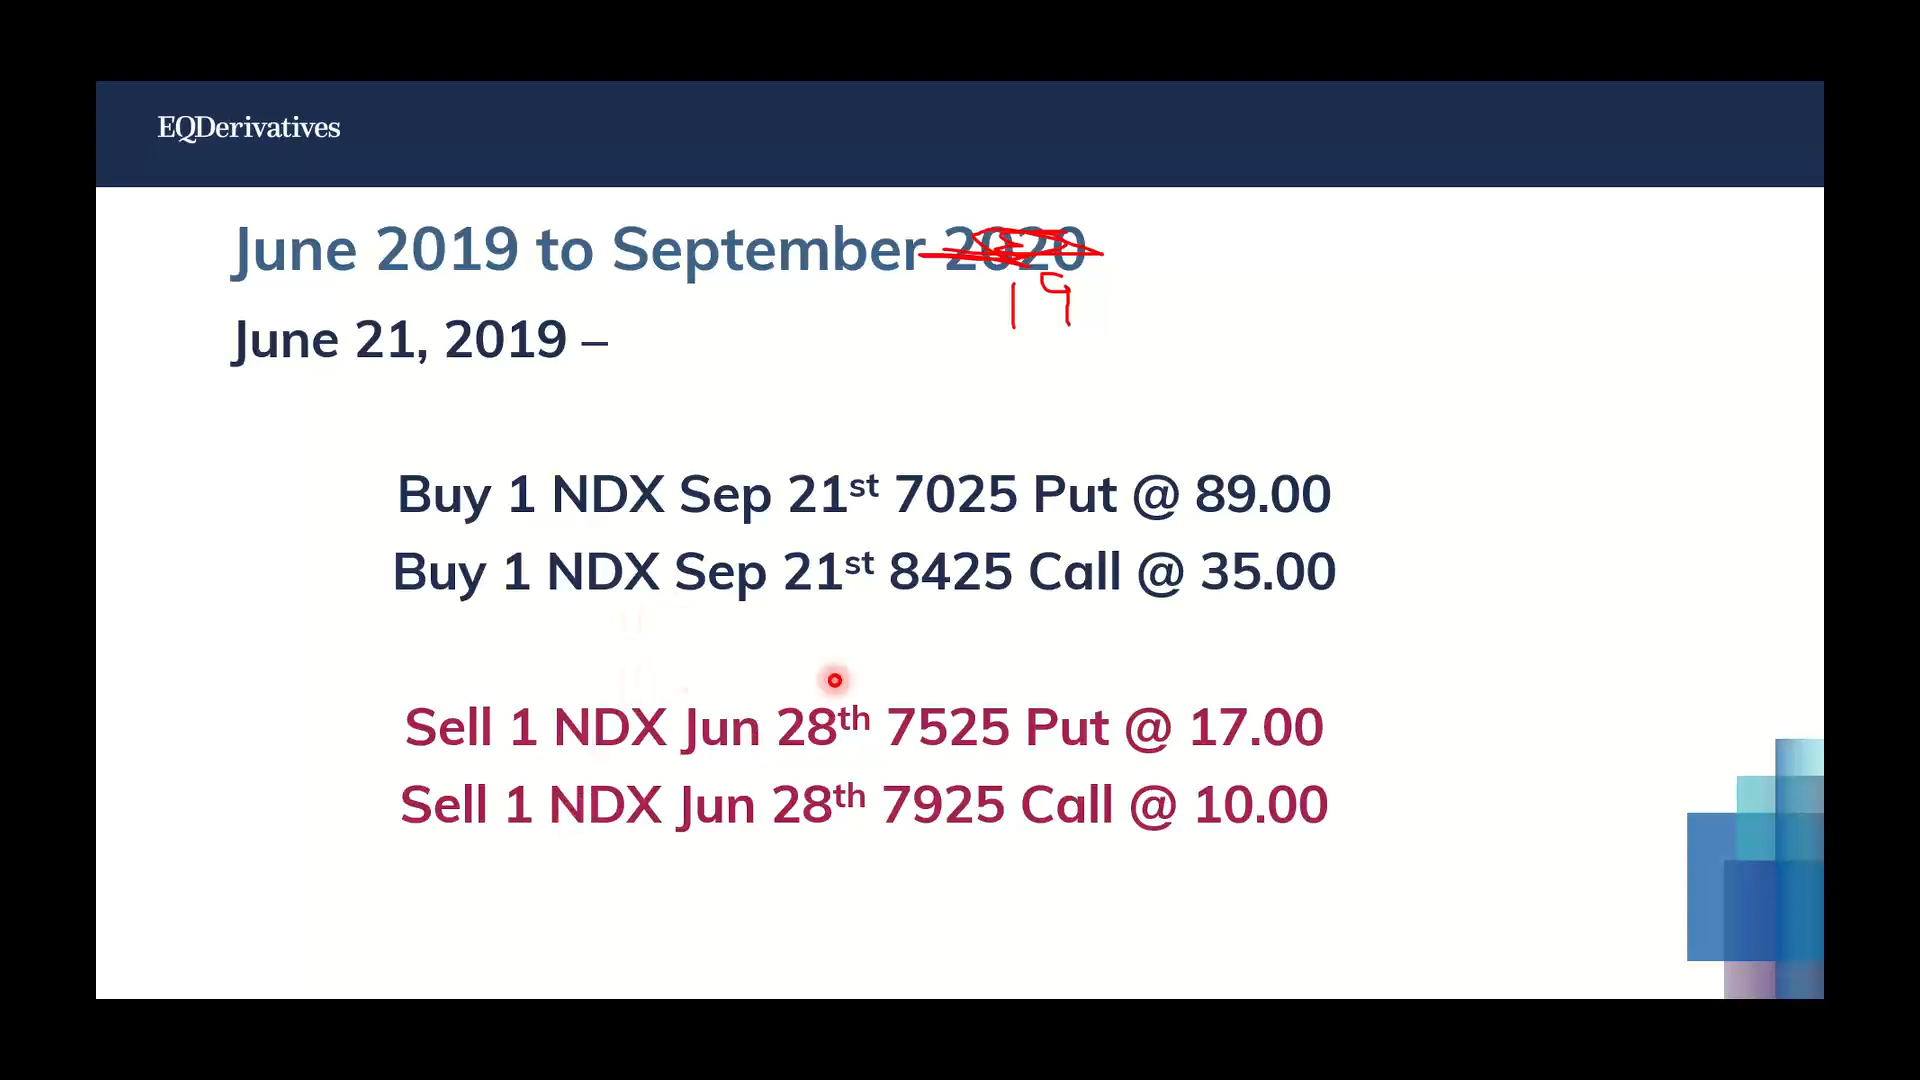 EQDerivatives
June 2019 to September 2020
19
June 21, 2019 –
Buy 1 NDX Sep 21st 7025 Put @ 89.00
Buy 1 NDX Sep 21st 8425 Call @ 35.00
Sell 1 NDX Jun 28th 7525 Put @ 17.00
Sell 1 NDX Jun 28th 7925 Call @ 10.00